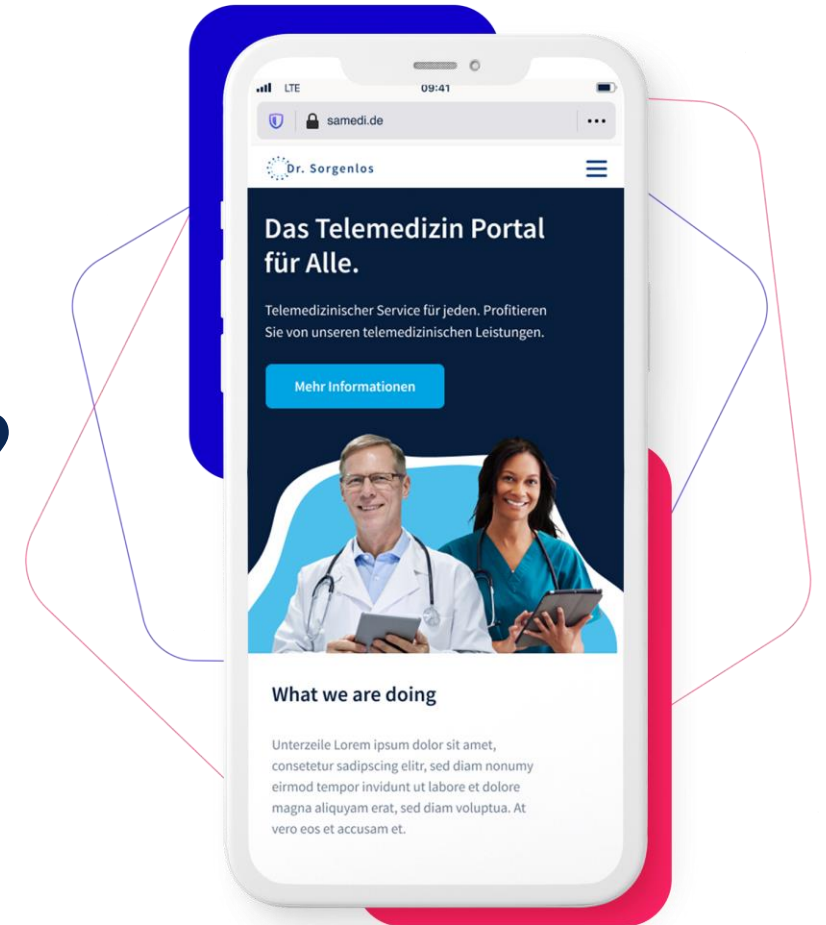 LTE
09:41
samedi.de
Dr. Sorgenlos
Das Telemedizin Portal
für Alle.
Telemedizinischer Service für jeden. Profitieren
Sie von unseren telemedizinischen Leistungen.
Mehr Informationen
What we are doing
Unterzeile Lorem ipsum dolor sit amet,
consetetur sadipscing elitr, sed diam nonumy
eirmod tempor invidunt ut labore et dolore
magna aliquyam erat, sed diam voluptua. At
vero eos et accusam et.